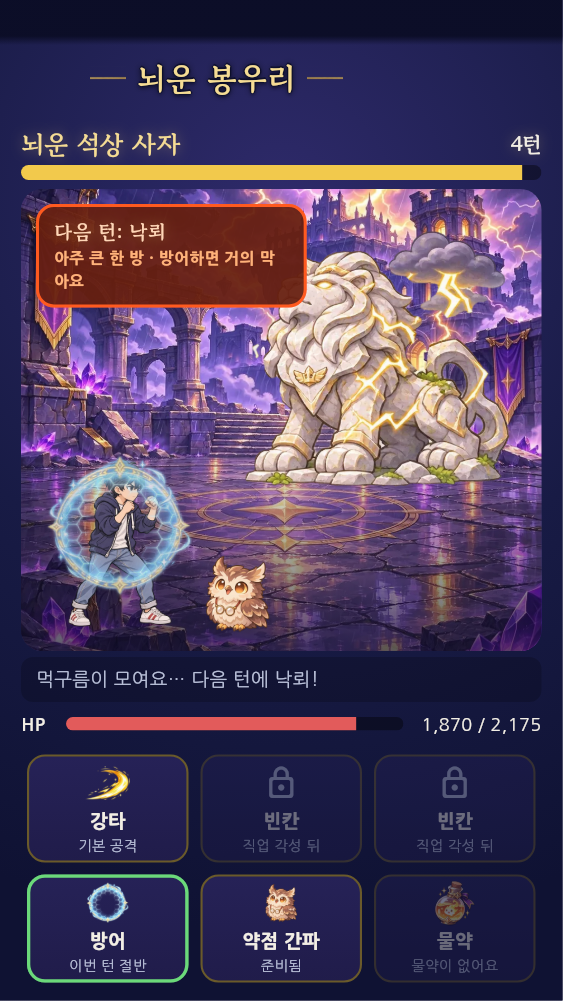 뇌운 봉우리
뇌운 석상 사자
4턴
다음 턴: 낙뢰
아주 큰 한 방 · 방어하면 거의 막
아요
먹구름이 모여요… 다음 턴에 낙뢰!
HP
1,870 / 2,175
강타
기본 공격
빈칸
직업 각성 뒤
빈칸
직업 각성 뒤
방어
이번 턴 절반
약점 간파
준비됨
물약
물약이 없어요